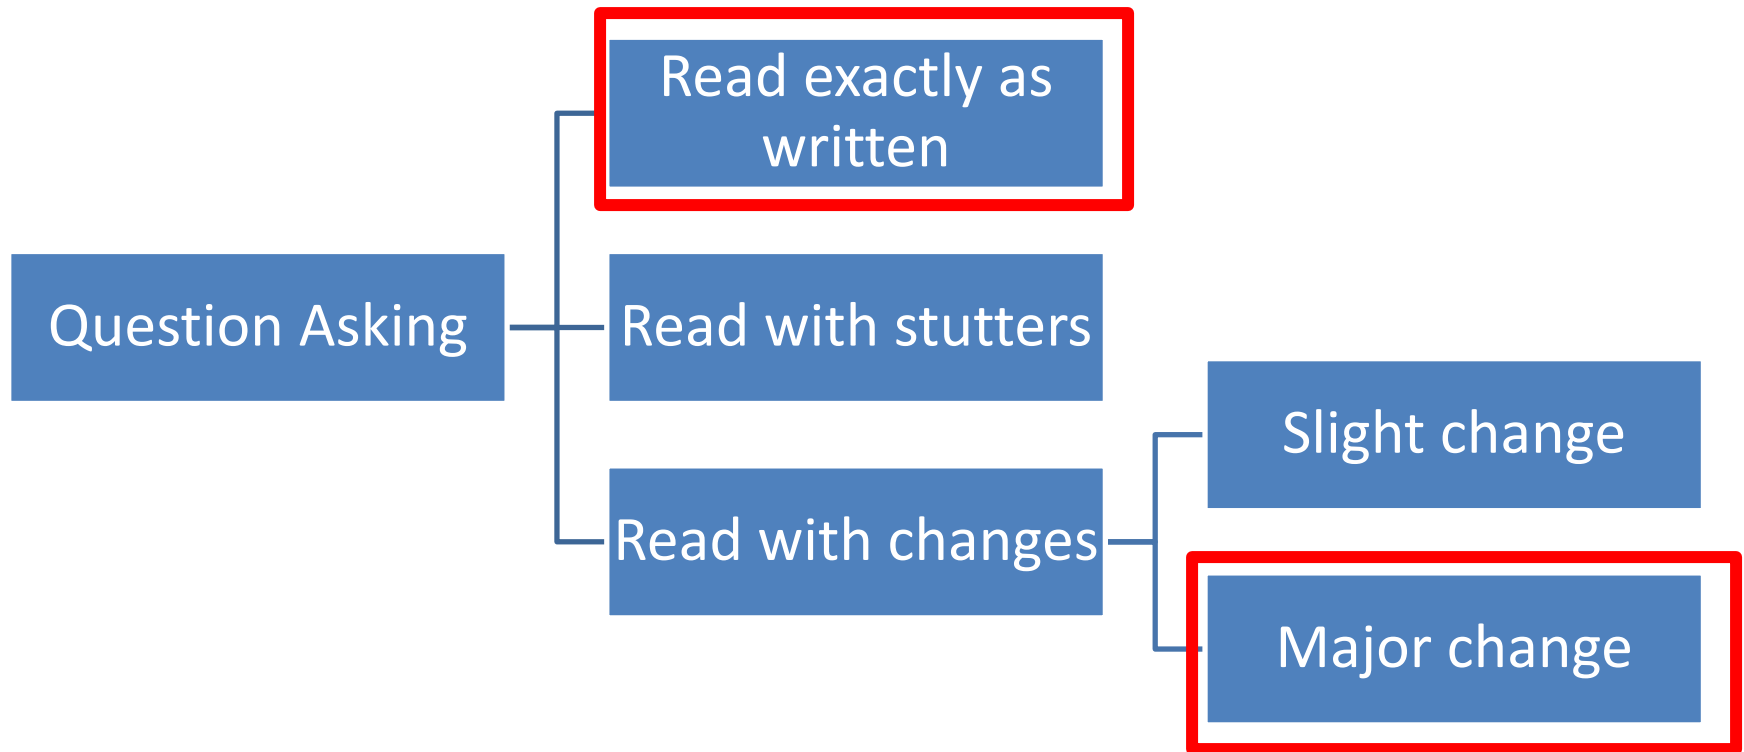 Read exactly as
written
Question Asking
Read with stutters
Slight change
Read with changes
Major change